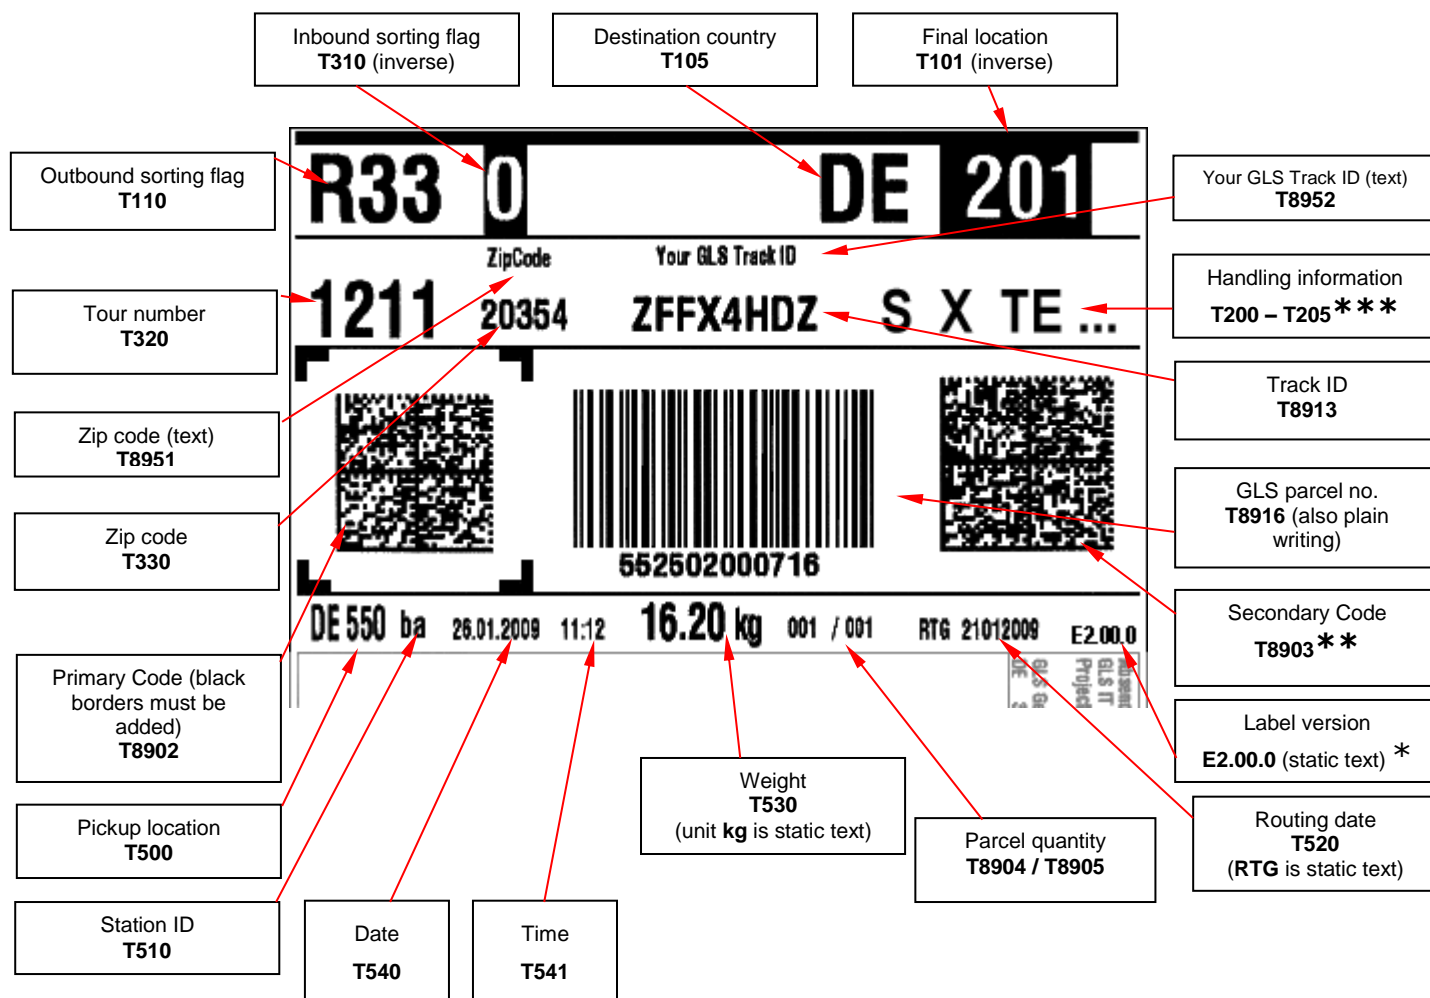 Inbound sorting flag
T310 (inverse)
Destination country
T105
Final location
T101 (inverse)
Outbound sorting flag
T110
R33 0 DE 201
Your GLS Track ID (text)
T8952
ZipCode Your GLS Track ID
Tour number
T320
1211 20354 ZFFX4HDZ S X TE ...
Handling information
T200 – T205***
Zip code (text)
T8951
Track ID
T8913
Zip code
T330
GLS parcel no.
T8916 (also plain
writing)
552502000716
Secondary Code
T8903**
DE 550 ba 26.01.2009 11:12 16.20 kg 001 / 001 RTG 21012009 E2.00.0
Primary Code (black
borders must be
added)
T8902
GLS IT
Project
DE
Label version
E2.00.0 (static text) *
Pickup location
T500
Weight
T530
(unit kg is static text)
Parcel quantity
T8904 / T8905
Routing date
T520
(RTG is static text)
Station ID
T510
Date
T540
Time
T541